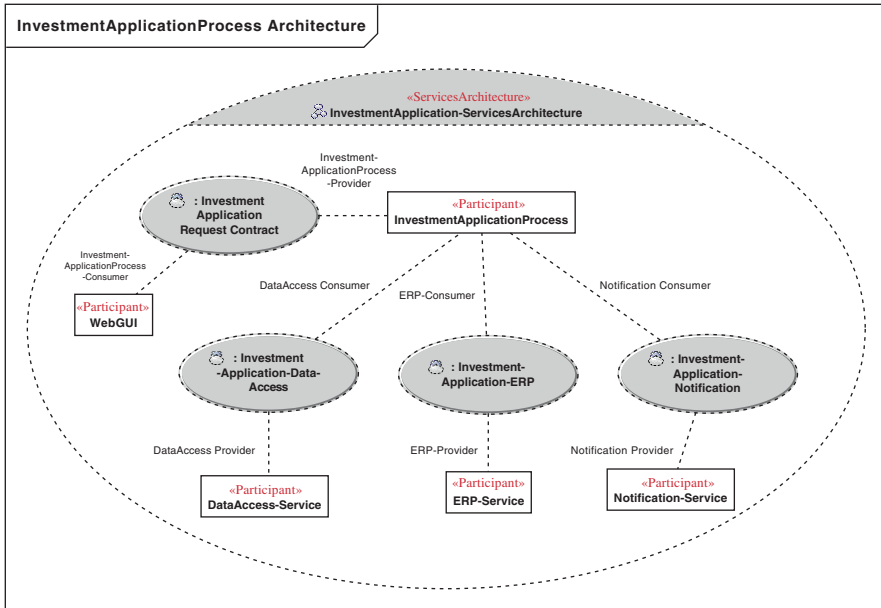 InvestmentApplicationProcess Architecture
«ServicesArchitecture»
InvestmentApplication-ServicesArchitecture
Investment-
ApplicationProcess
-Provider
: Investment
Application
Request Contract
«Participant»
InvestmentApplicationProcess
Investment-
ApplicationProcess
-Consumer
«Participant»
WebGUI
DataAccess Consumer
ERP-Consumer
Notification Consumer
: Investment
-Application-Data-
Access
: Investment-
Application-ERP
: Investment-
Application-
Notification
DataAccess Provider
ERP-Provider
Notification Provider
«Participant»
DataAccess-Service
«Participant»
ERP-Service
«Participant»
Notification-Service